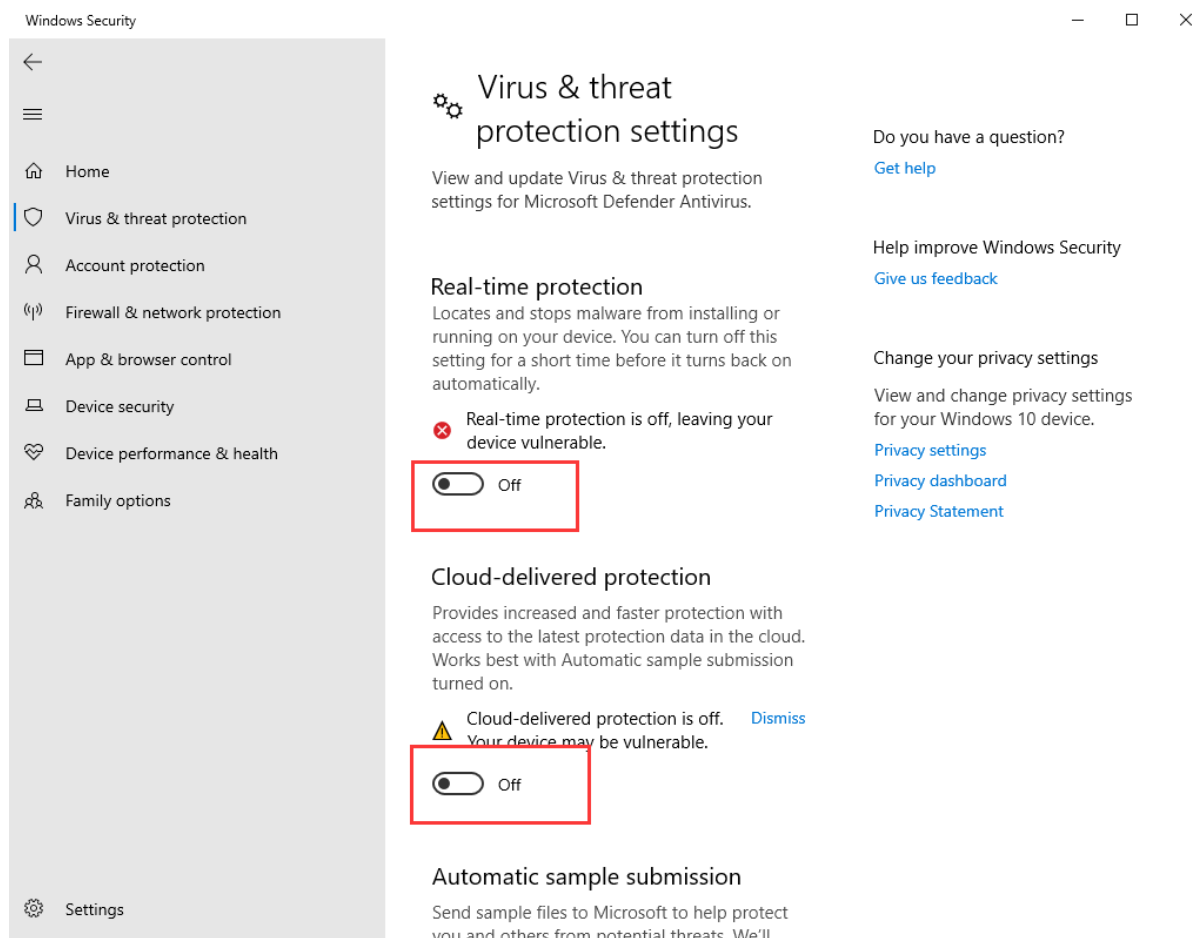 Windows Security
Home
Virus & threat protection
Account protection
Firewall & network protection
App & browser control
Device security
Device performance & health
Family options
Settings
Virus & threat
protection settings
View and update Virus & threat protection
settings for Microsoft Defender Antivirus.
Real-time protection
Locates and stops malware from installing or
running on your device. You can turn off this
setting for a short time before it turns back on
automatically.
Real-time protection is off, leaving your
device vulnerable.
Off
Cloud-delivered protection
Provides increased and faster protection with
access to the latest protection data in the cloud.
Works best with Automatic sample submission
turned on.
Cloud-delivered protection is off. Dismiss
Your device may be vulnerable.
Off
Automatic sample submission
Send sample files to Microsoft to help protect
you and others from potential threats. We'll
Do you have a question?
Get help
Help improve Windows Security
Give us feedback
Change your privacy settings
View and change privacy settings
for your Windows 10 device.
Privacy settings
Privacy dashboard
Privacy Statement